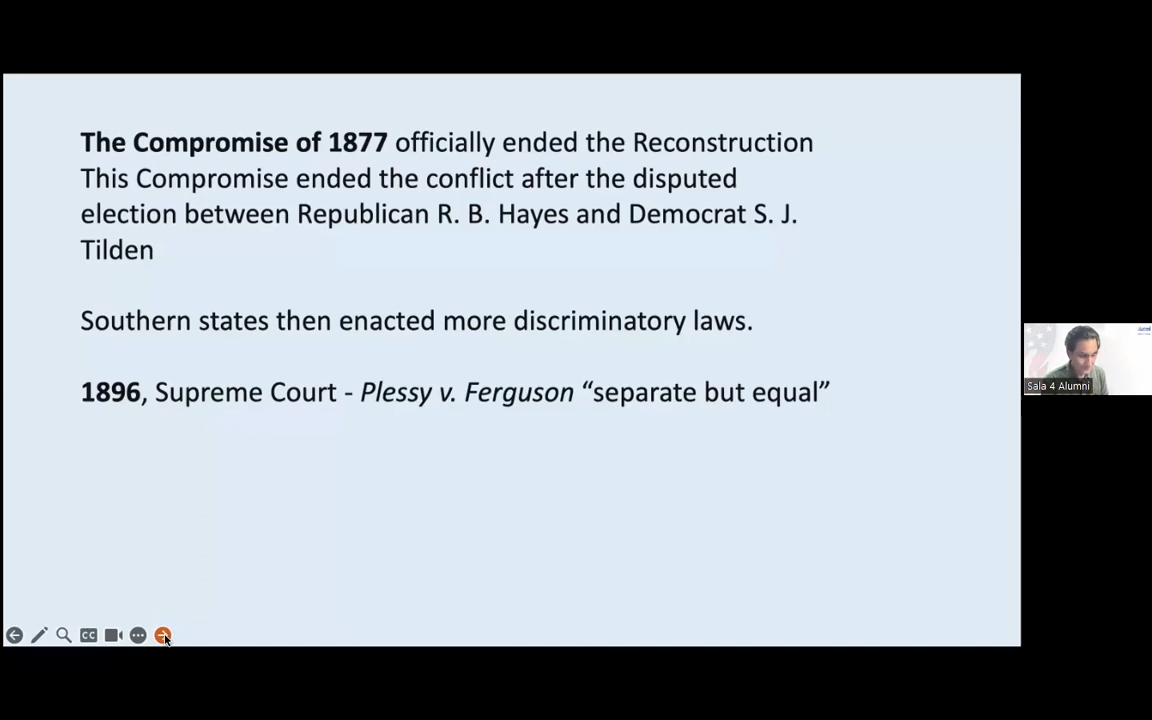 The Compromise of 1877 officially ended the Reconstruction
This Compromise ended the conflict after the disputed
election between Republican R. B. Hayes and Democrat S. J.
Tilden
Southern states then enacted more discriminatory laws.
1896, Supreme Court - Plessy v. Ferguson “separate but equal”
Sala 4 Alumni
CC